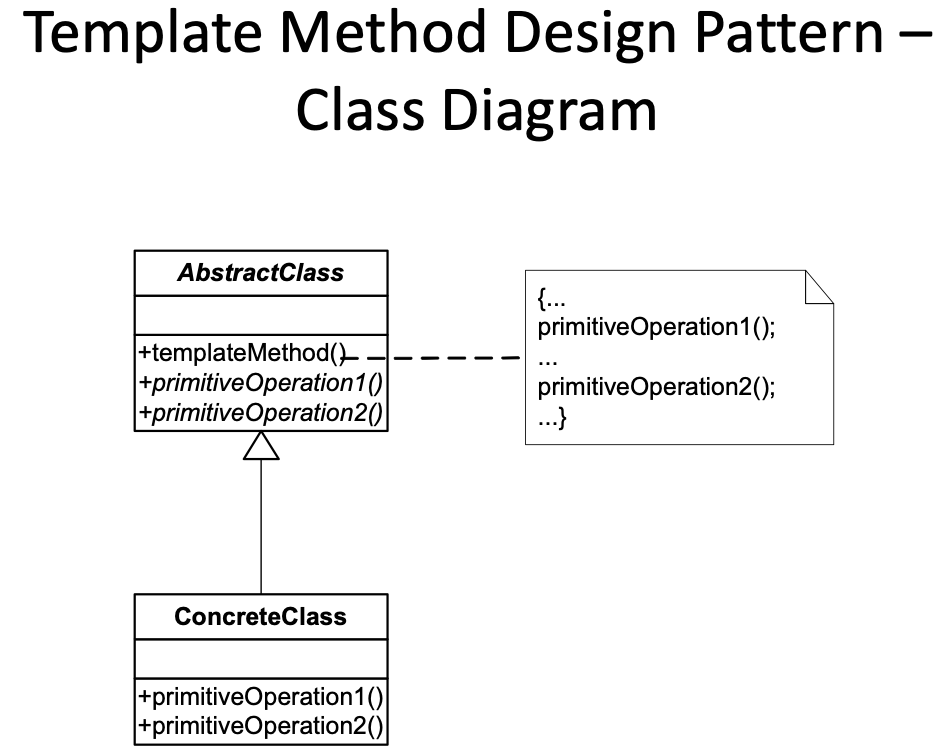 Template Method Design Pattern –
Class Diagram
AbstractClass
+templateMethod()
+primitiveOperation1()
+primitiveOperation2()
{...
primitiveOperation1();
...
primitiveOperation2();
...}
ConcreteClass
+primitiveOperation1()
+primitiveOperation2()